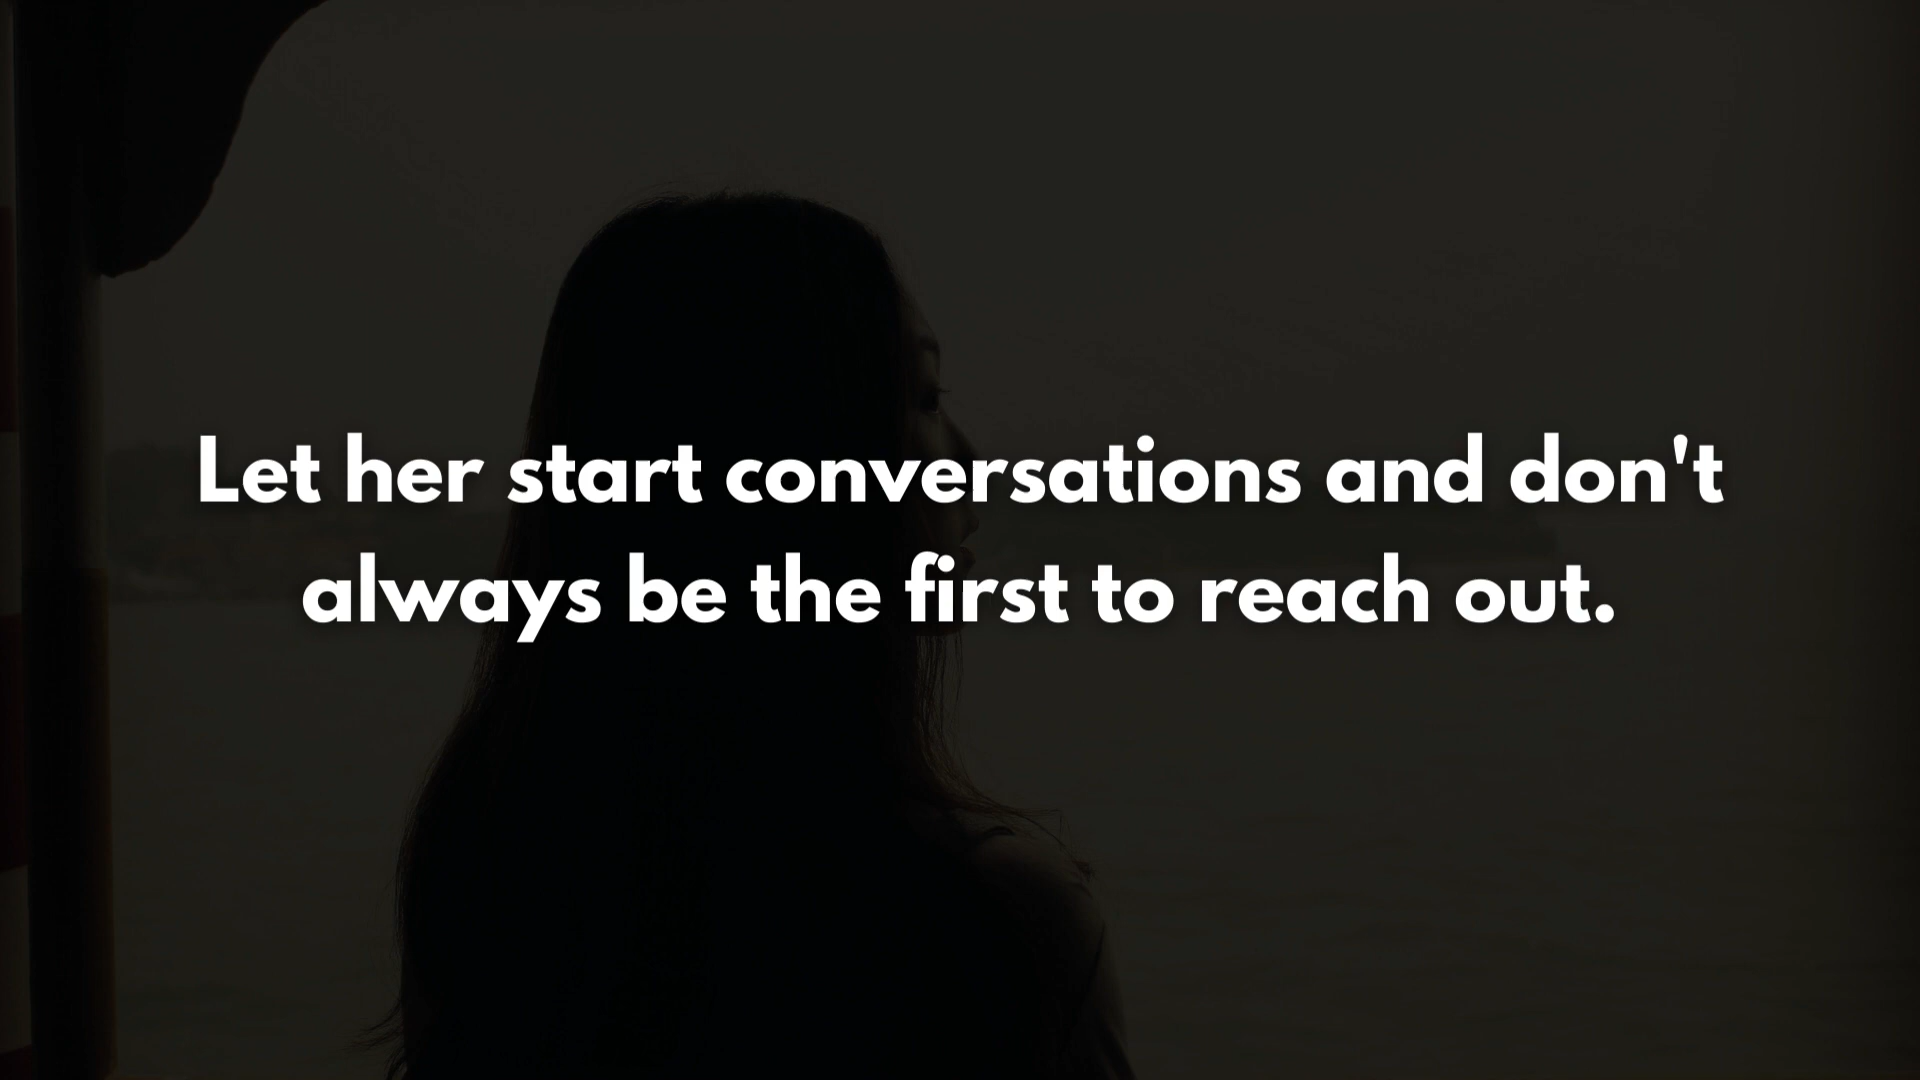 Let her start conversations and don't
always be the first to reach out.